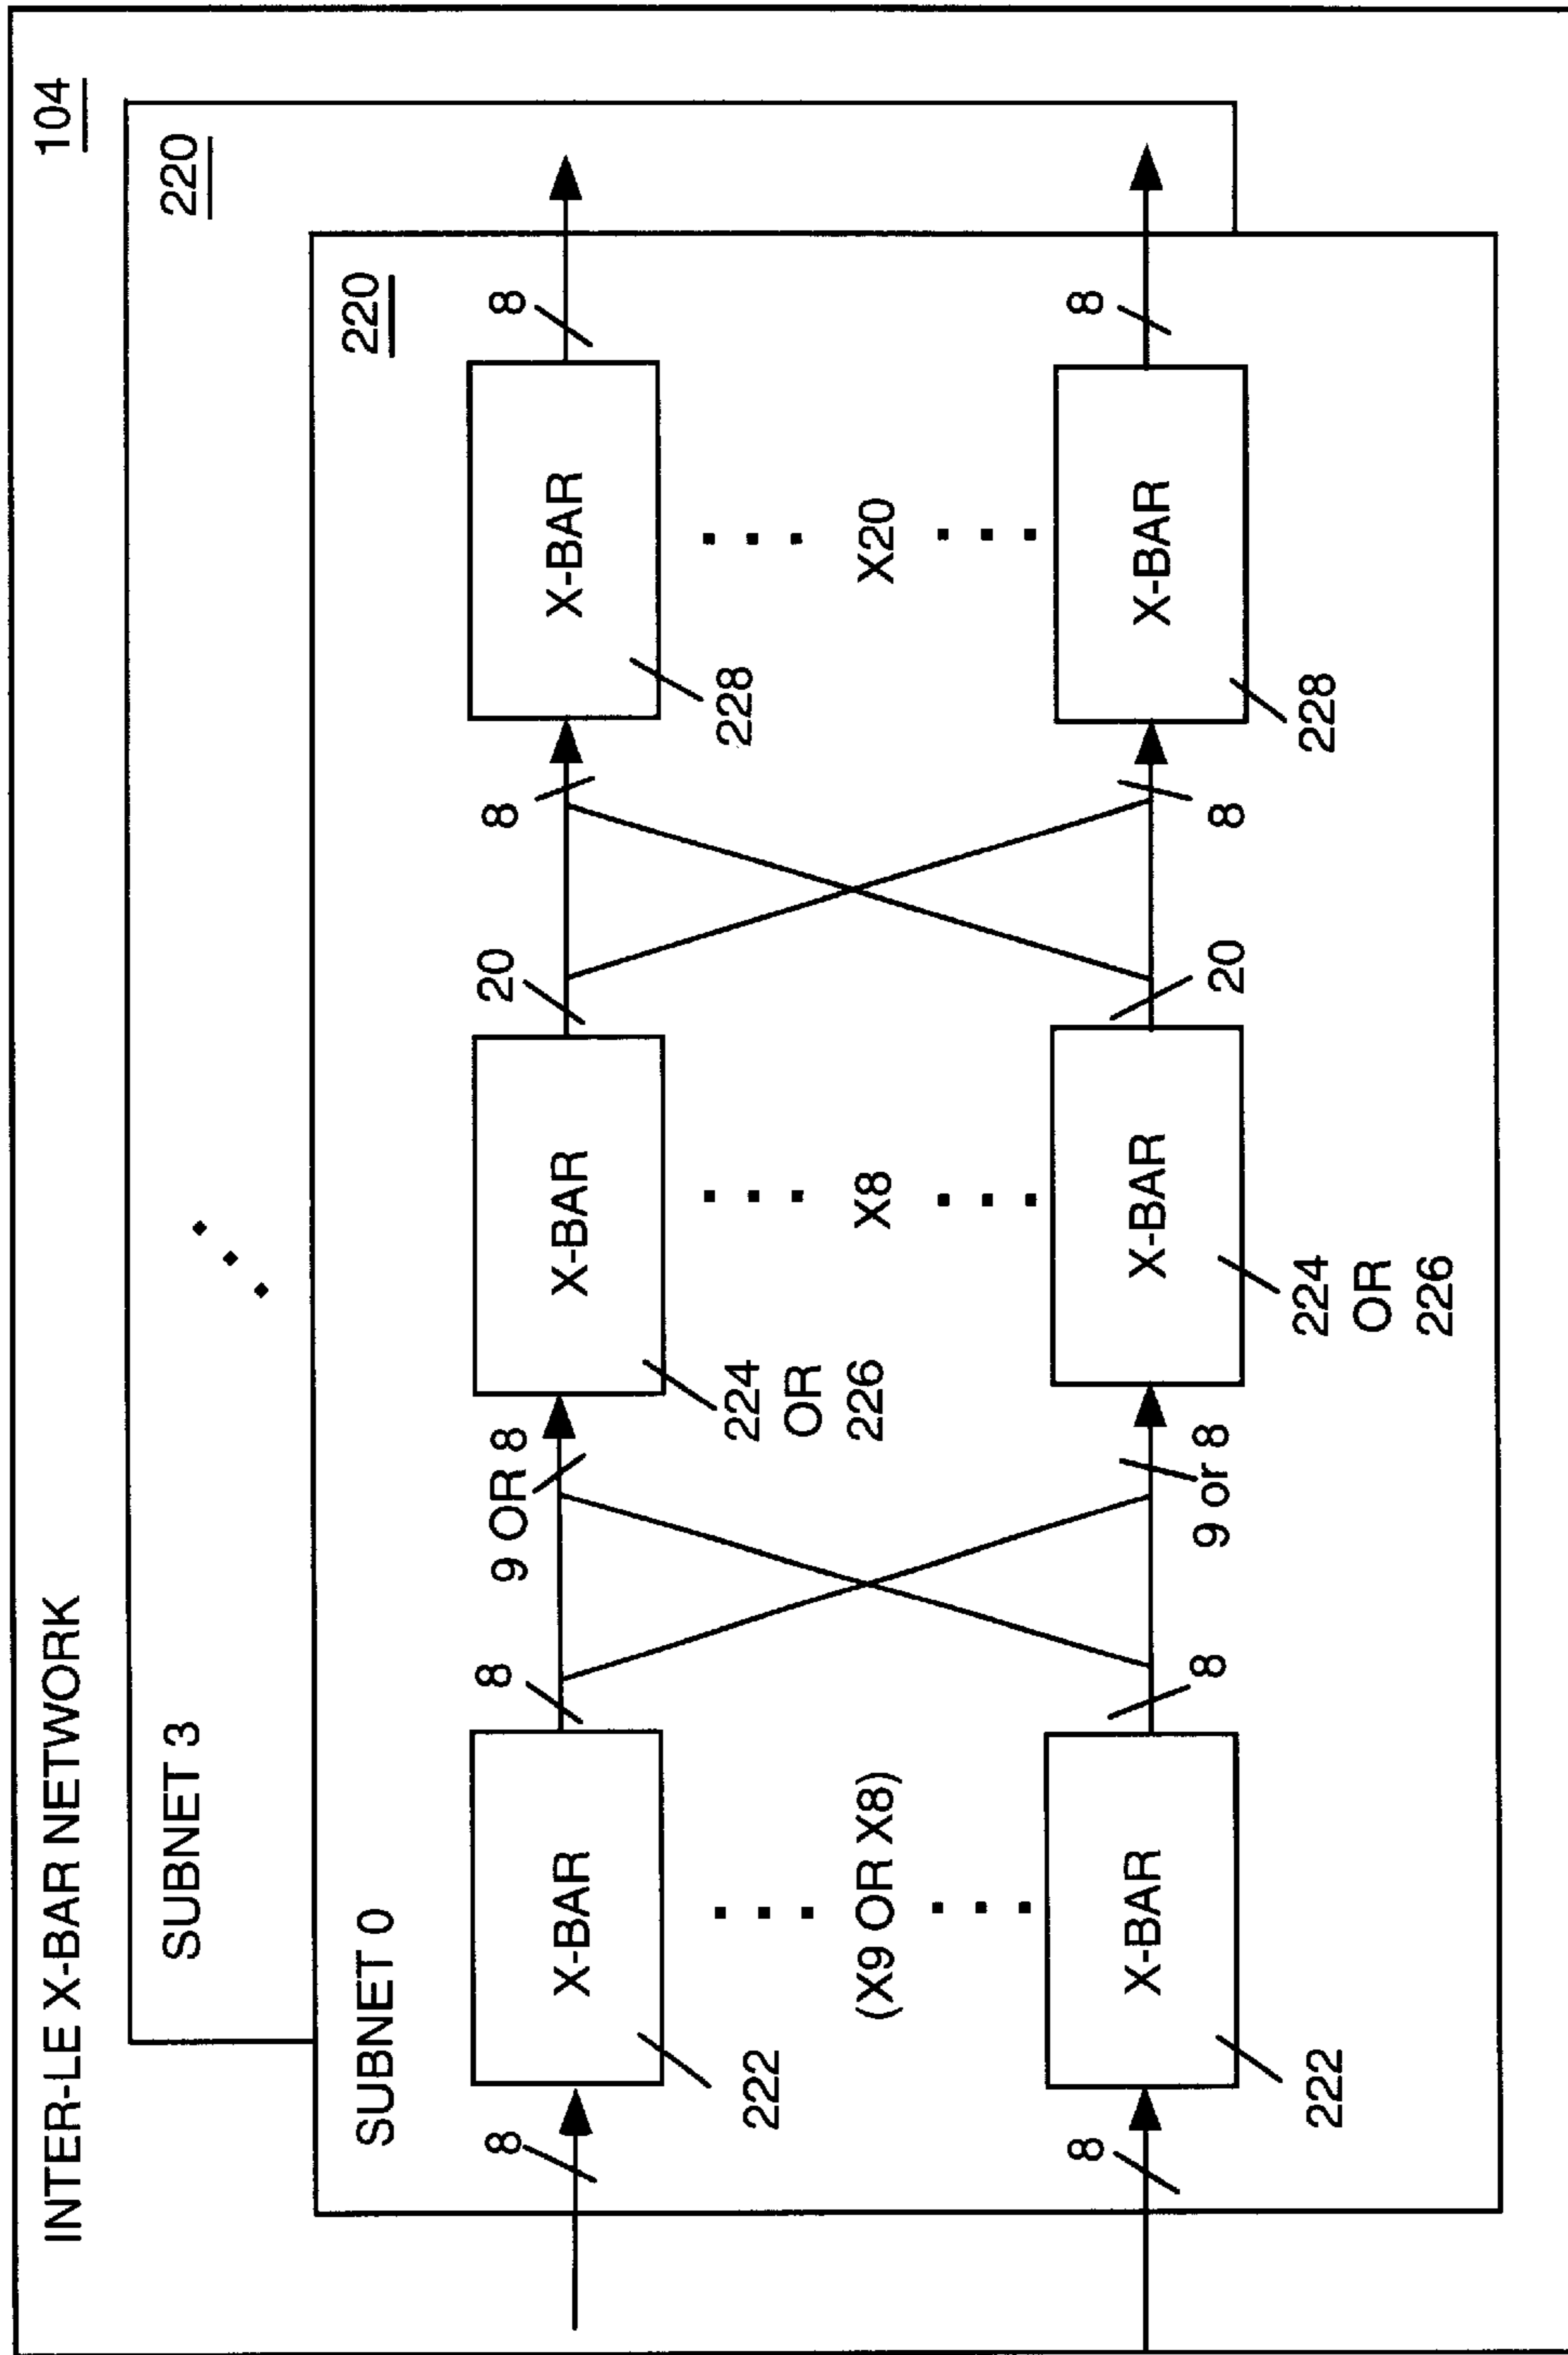 INTER-LE X-BAR NETWORK
104
SUBNET 3
220
SUBNET 0
220
8
X-BAR
222
8
9 OR 8
X-BAR
224
OR
226
20
8
X-BAR
228
8
(X9 OR X8)
X8
X20
8
X-BAR
222
8
9 or 8
X-BAR
224
OR
226
20
8
X-BAR
228
8